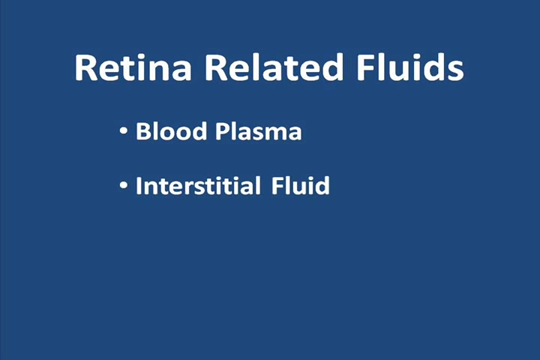 Retina Related Fluids
• Blood Plasma
• Interstitial Fluid